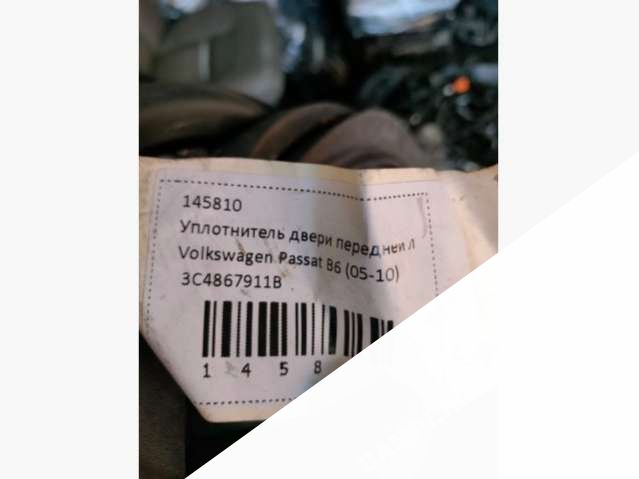 145810
Уплотнитель двери передней л
Volkswagen Passat B6 (05-10)
3C4867911B
1 4 5 8